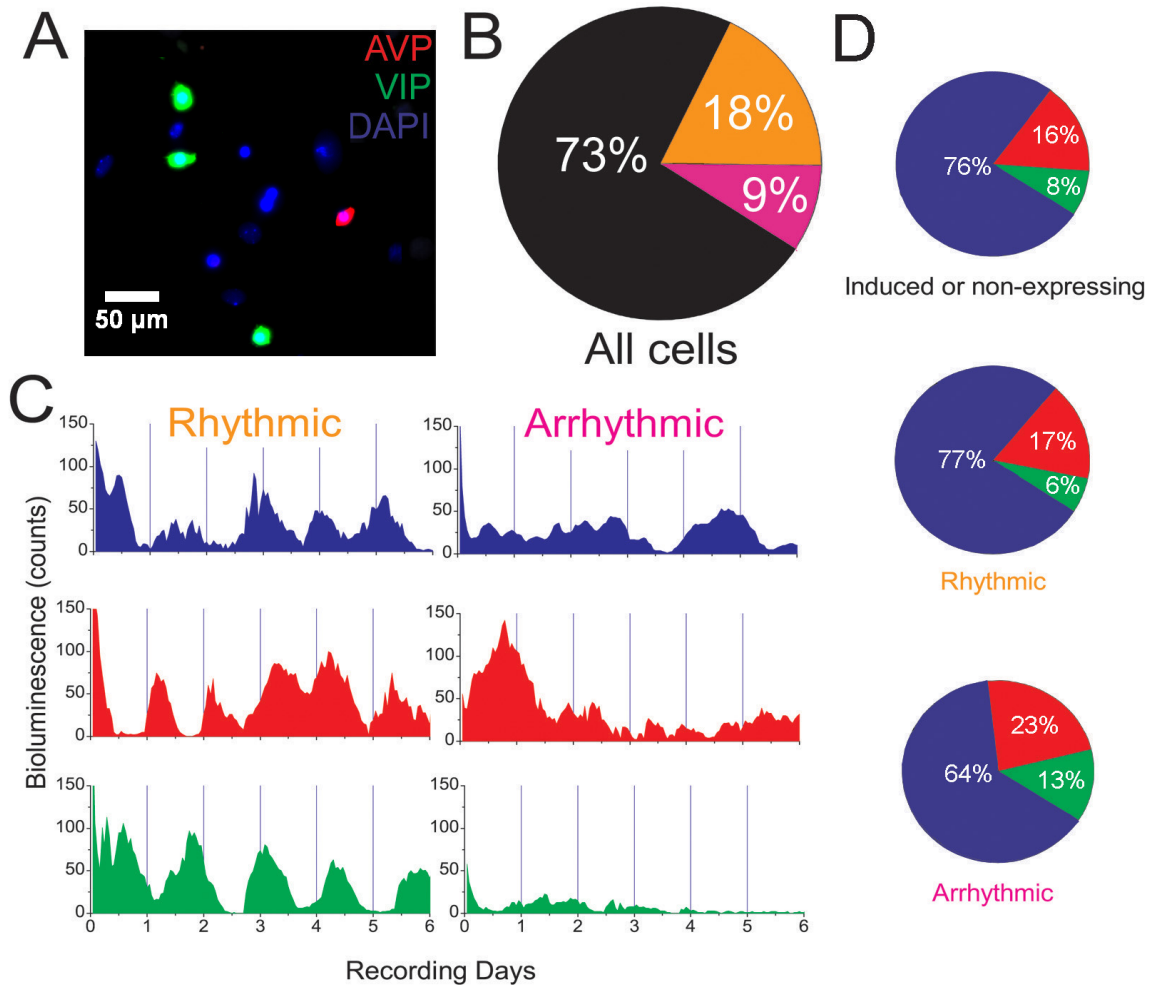 A
AVP
VIP
DAPI
50 µm
B
73%
18%
9%
All cells
C
Rhythmic
Arrhythmic
Bioluminescence (counts)
150
100
50
0
150
100
50
0
150
100
50
0
150
100
50
0
150
100
50
0
0 1 2 3 4 5 6
150
100
50
0
0 1 2 3 4 5 6
Recording Days
D
76%
16%
8%
Induced or non-expressing
77%
17%
6%
Rhythmic
64%
23%
13%
Arrhythmic